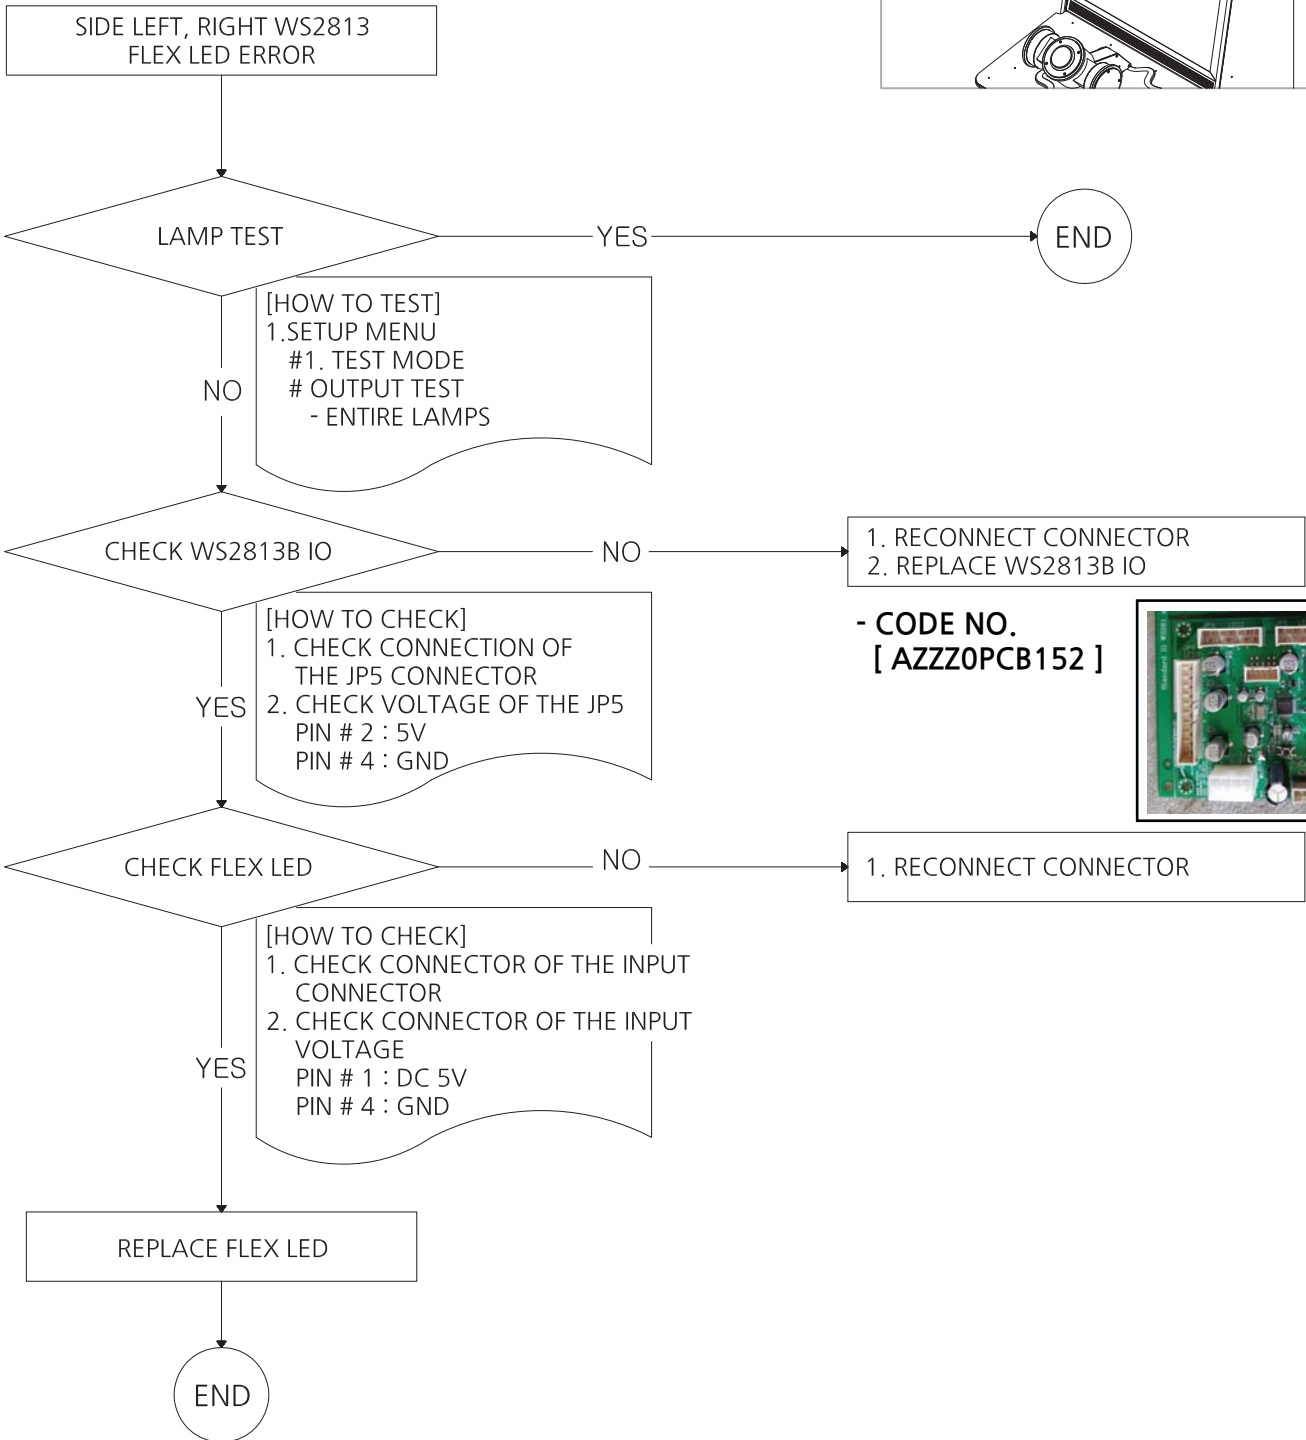 SIDE LEFT, RIGHT WS2813
FLEX LED ERROR
LAMP TEST
YES
END
[HOW TO TEST]
1.SETUP MENU
#1. TEST MODE
# OUTPUT TEST
- ENTIRE LAMPS
NO
CHECK WS2813B IO
NO
1. RECONNECT CONNECTOR
2. REPLACE WS2813B IO
- CODE NO.
[ AZZZ0PCB152 ]
[HOW TO CHECK]
1. CHECK CONNECTION OF
THE JP5 CONNECTOR
2. CHECK VOLTAGE OF THE JP5
PIN # 2 : 5V
PIN # 4 : GND
YES
CHECK FLEX LED
NO
1. RECONNECT CONNECTOR
[HOW TO CHECK]
1. CHECK CONNECTOR OF THE INPUT
CONNECTOR
2. CHECK CONNECTOR OF THE INPUT
VOLTAGE
PIN # 1 : DC 5V
PIN # 4 : GND
YES
REPLACE FLEX LED
END